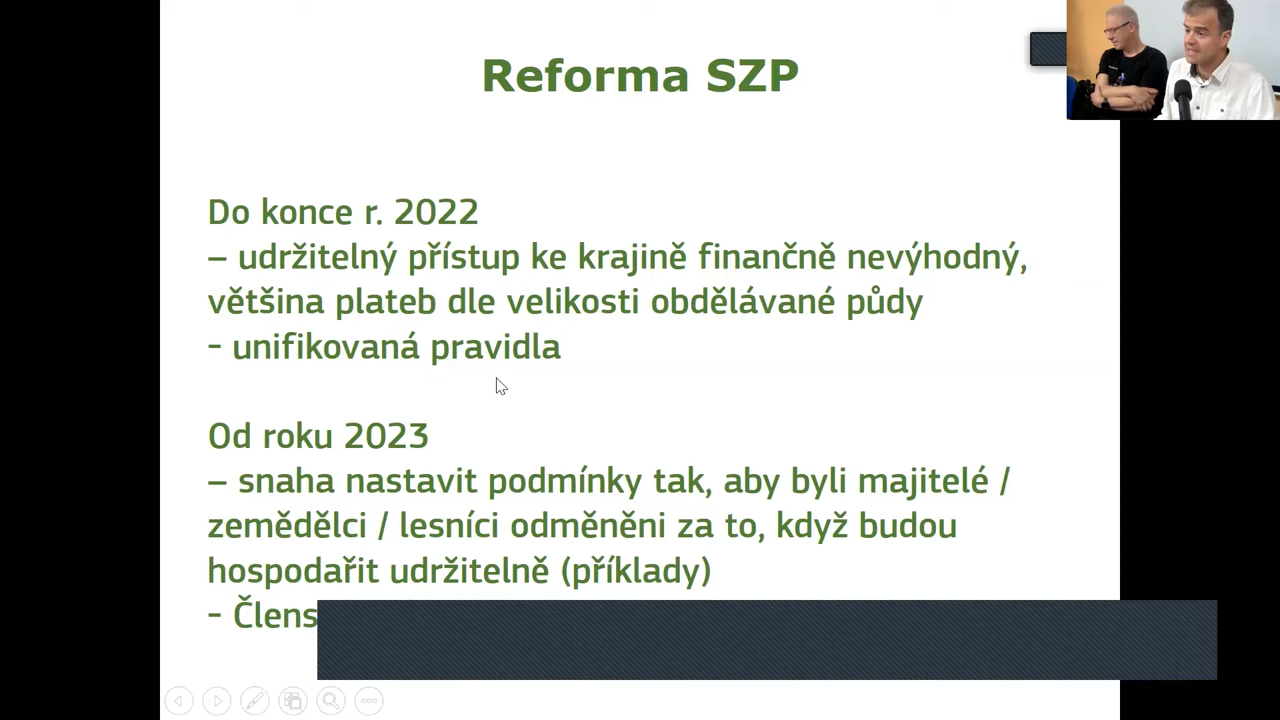 Reforma SZP
Do konce r. 2022
– udržitelný přístup ke krajině finančně nevýhodný,
většina plateb dle velikosti obdělávané půdy
- unifikovaná pravidla
Od roku 2023
– snaha nastavit podmínky tak, aby byli majitelé /
zemědělci / lesníci odměněni za to, když budou
hospodařit udržitelně (příklady)
-